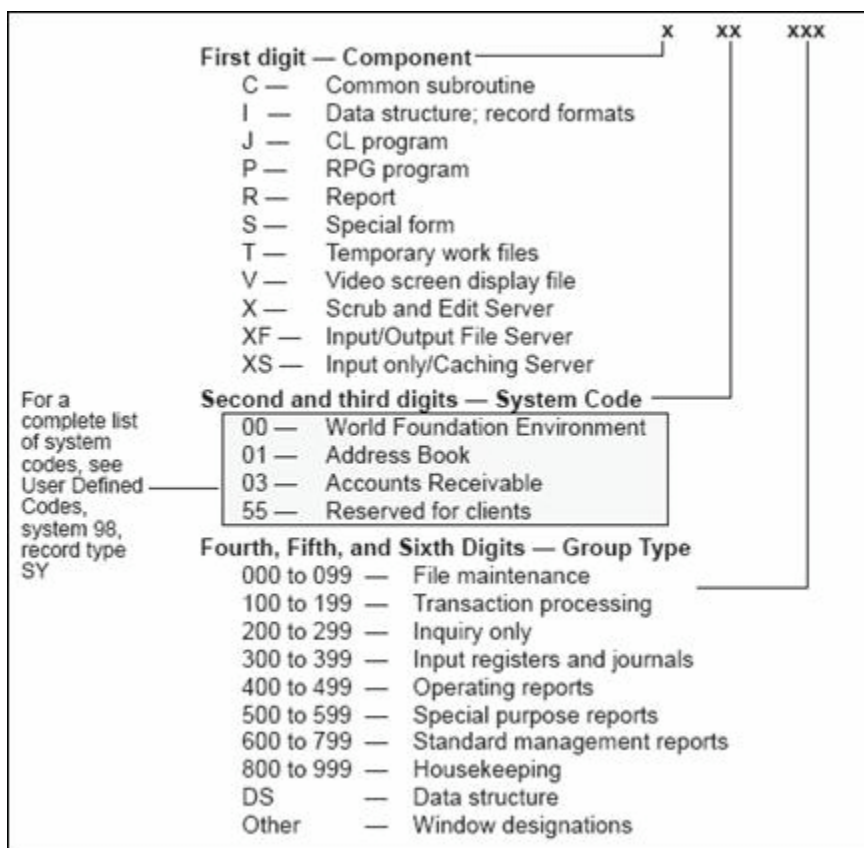 x xx xxx
First digit — Component
C — Common subroutine
I — Data structure; record formats
J — CL program
P — RPG program
R — Report
S — Special form
T — Temporary work files
V — Video screen display file
X — Scrub and Edit Server
XF — Input/Output File Server
XS — Input only/Caching Server
For a
complete list
of system
codes, see
User Defined
Codes,
system 98,
record type
SY
Second and third digits — System Code
00 — World Foundation Environment
01 — Address Book
03 — Accounts Receivable
55 — Reserved for clients
Fourth, Fifth, and Sixth Digits — Group Type
000 to 099 — File maintenance
100 to 199 — Transaction processing
200 to 299 — Inquiry only
300 to 399 — Input registers and journals
400 to 499 — Operating reports
500 to 599 — Special purpose reports
600 to 799 — Standard management reports
800 to 999 — Housekeeping
DS — Data structure
Other — Window designations